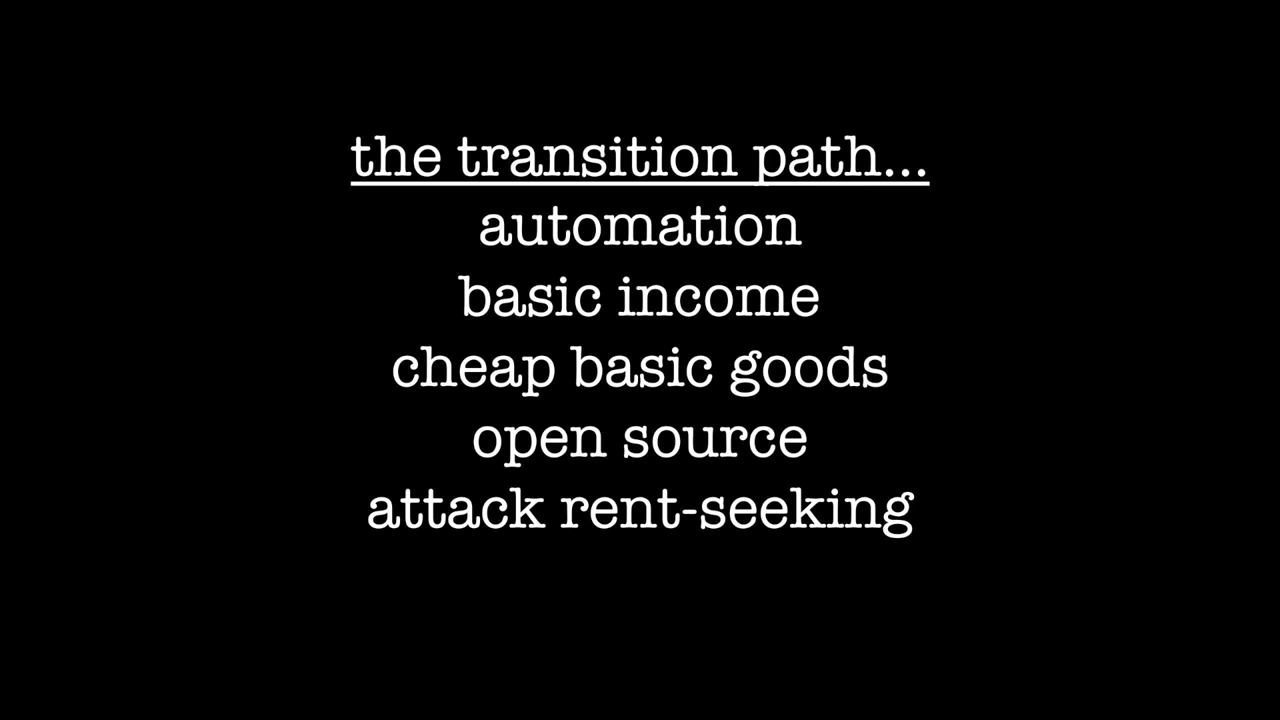 the transition path...
automation
basic income
cheap basic goods
open source
attack rent-seeking